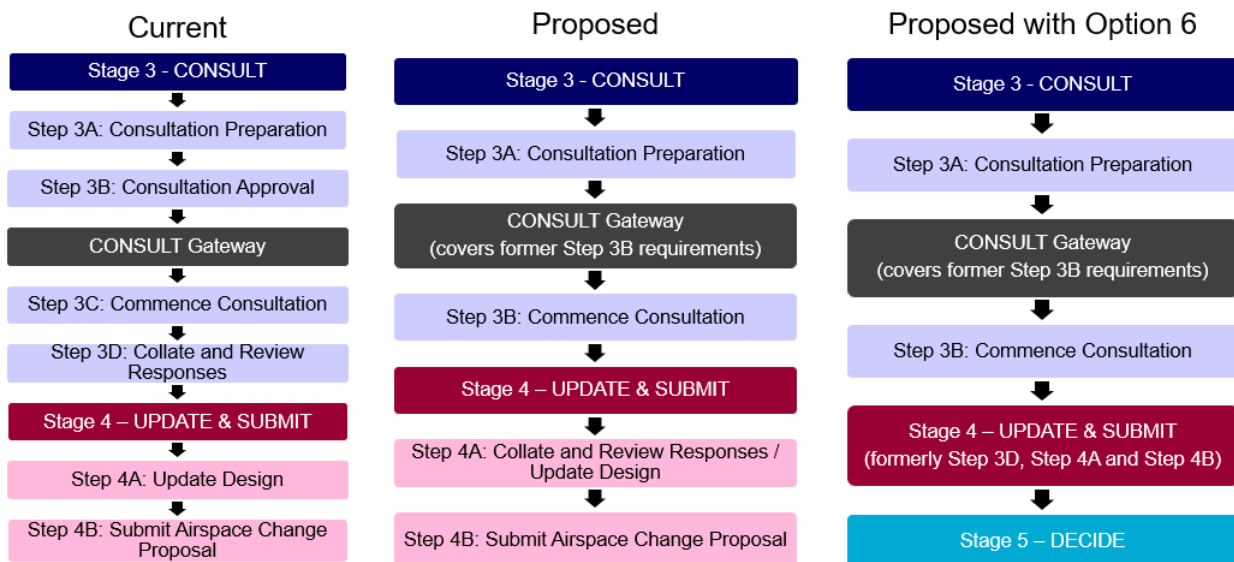 Current
Stage 3 - CONSULT
Step 3A: Consultation Preparation
Step 3B: Consultation Approval
CONSULT Gateway
Step 3C: Commence Consultation
Step 3D: Collate and Review
Responses
Stage 4 – UPDATE & SUBMIT
Step 4A: Update Design
Step 4B: Submit Airspace Change
Proposal
Proposed
Stage 3 - CONSULT
Step 3A: Consultation Preparation
CONSULT Gateway
(covers former Step 3B requirements)
Step 3B: Commence Consultation
Stage 4 – UPDATE & SUBMIT
Step 4A: Collate and Review Responses /
Update Design
Step 4B: Submit Airspace Change Proposal
Proposed with Option 6
Stage 3 - CONSULT
Step 3A: Consultation Preparation
CONSULT Gateway
(covers former Step 3B requirements)
Step 3B: Commence Consultation
Stage 4 – UPDATE & SUBMIT
(formerly Step 3D, Step 4A and Step 4B)
Stage 5 – DECIDE